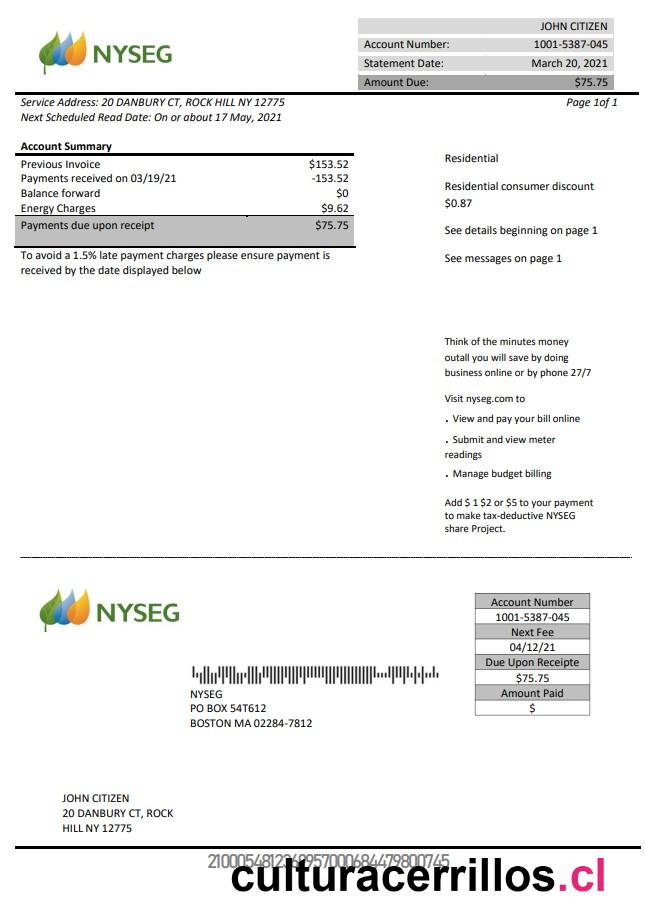 NYSEG
JOHN CITIZEN
Account Number: 1001-5387-045
Statement Date: March 20, 2021
Amount Due: $75.75
Service Address: 20 DANBURY CT, ROCK HILL NY 12775
Page 1of 1
Next Scheduled Read Date: On or about 17 May, 2021
Account Summary
Previous Invoice $153.52
Payments received on 03/19/21 -153.52
Balance forward $0
Energy Charges $9.62
Payments due upon receipt $75.75
To avoid a 1.5% late payment charges please ensure payment is
received by the date displayed below
Residential
Residential consumer discount
$0.87
See details beginning on page 1
See messages on page 1
Think of the minutes money
outall you will save by doing
business online or by phone 27/7
Visit nyseg.com to
. View and pay your bill online
. Submit and view meter
readings
. Manage budget billing
Add $ 1 $2 or $5 to your payment
to make tax-deductive NYSEG
share Project.
NYSEG
Account Number
1001-5387-045
Next Fee
04/12/21
Due Upon Receipte
$75.75
Amount Paid
$
NYSEG
PO BOX 54T612
BOSTON MA 02284-7812
JOHN CITIZEN
20 DANBURY CT, ROCK
HILL NY 12775
culturacerrillos.cl